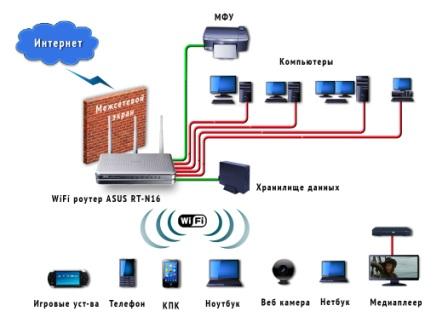 МФУ
Интернет
Компьютеры
Межсетевой
экран
Хранилище данных
WiFi роутер ASUS RT-N16
WiFi
Игровые уст-ва
Телефон
КПК
Ноутбук
Веб камера
Нетбук
Медиаплеер